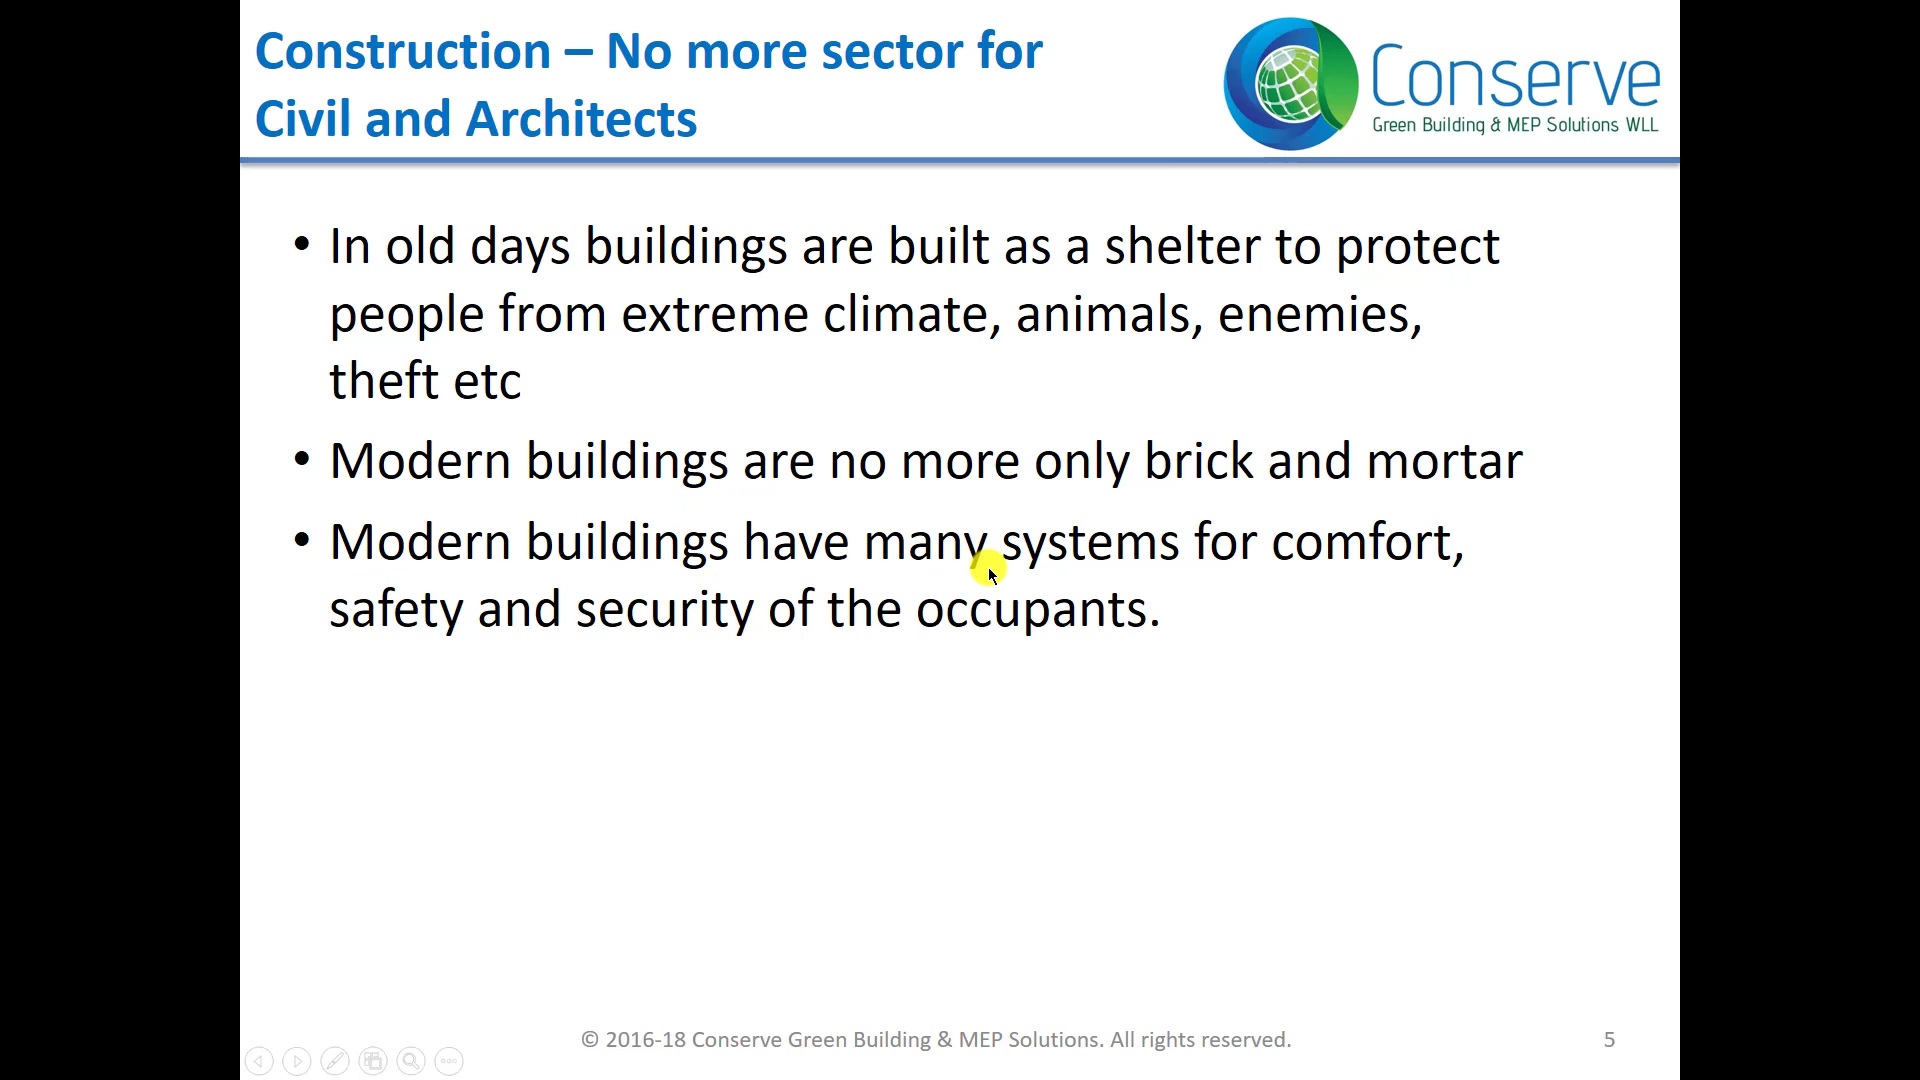 Construction – No more sector for
Civil and Architects
Conserve
Green Building & MEP Solutions WLL
• In old days buildings are built as a shelter to protect
people from extreme climate, animals, enemies,
theft etc
• Modern buildings are no more only brick and mortar
• Modern buildings have many systems for comfort,
safety and security of the occupants.
© 2016-18 Conserve Green Building & MEP Solutions. All rights reserved.
5